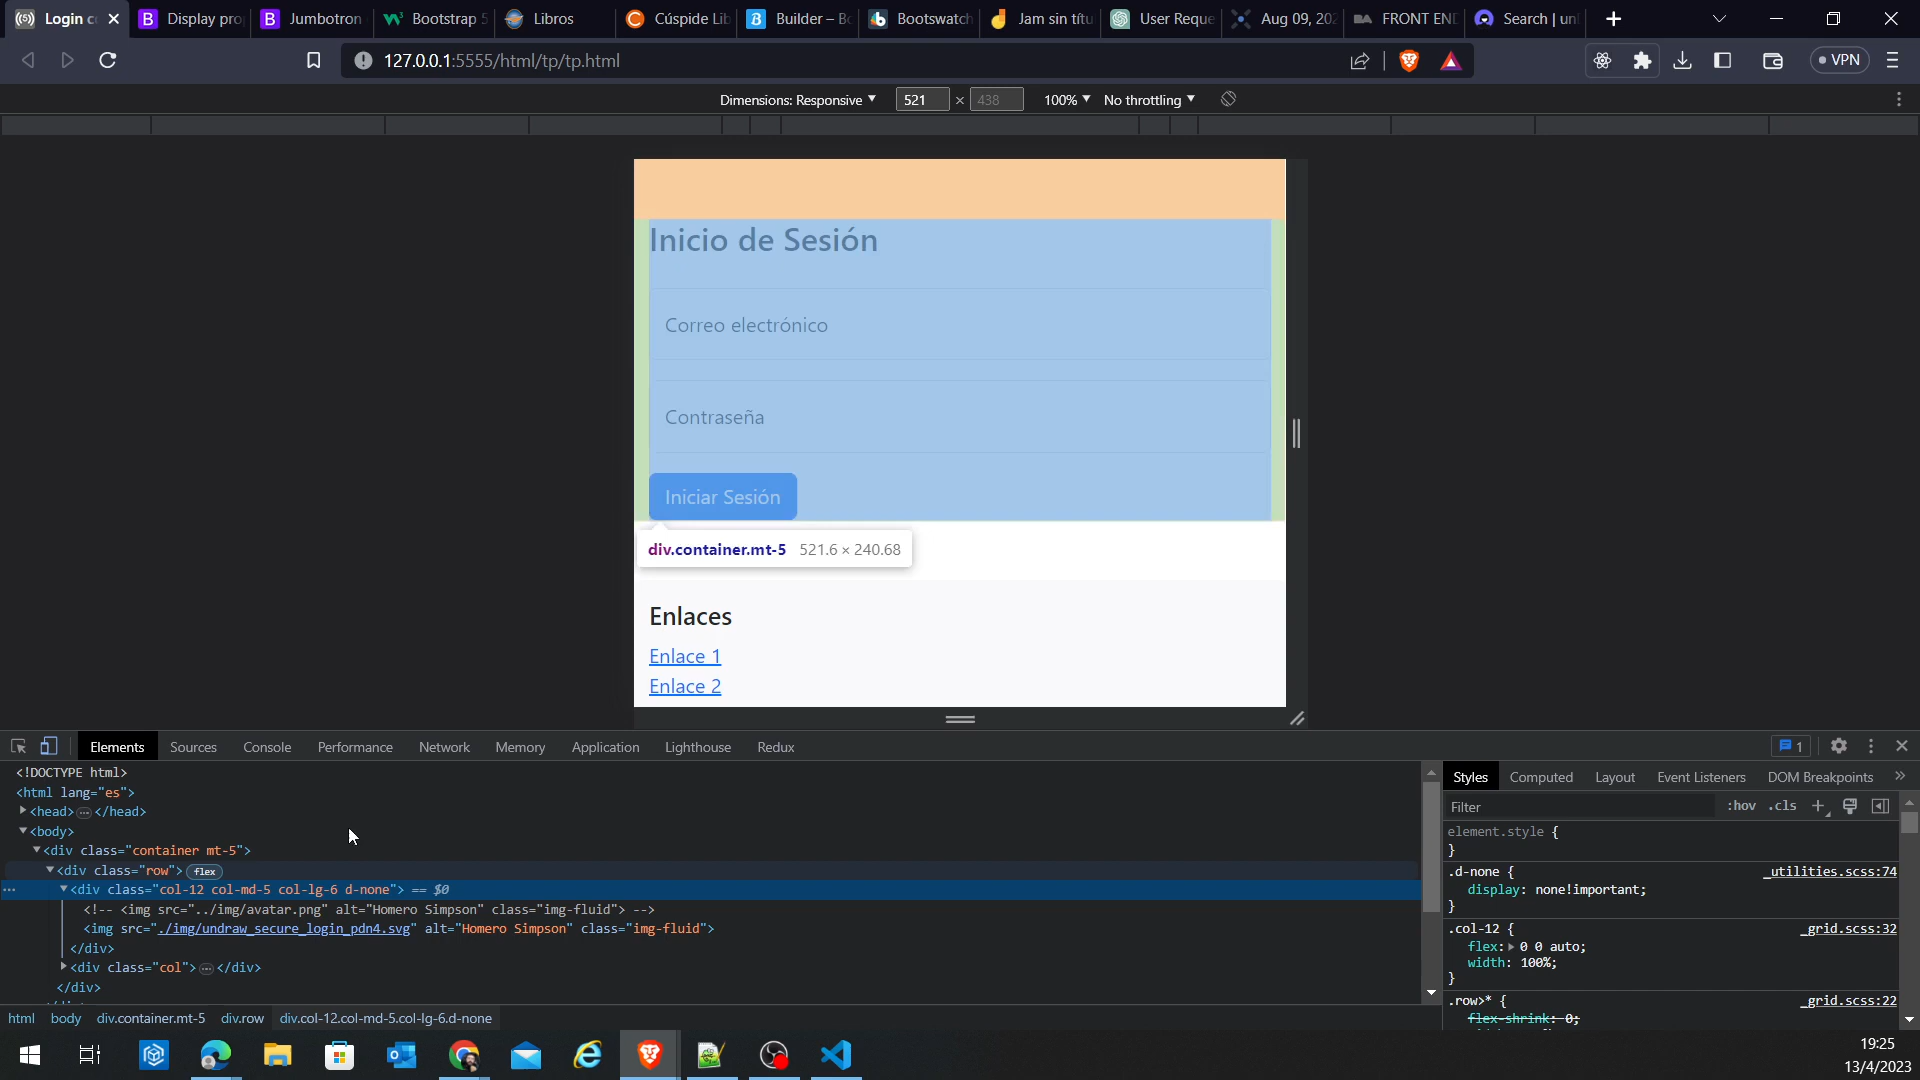 Login c
Display pro
Jumbotron
Bootstrap 5
Libros
Cúspide Lib
Builder – Bo
Bootswatch
Jam sin títu
User Reque
Aug 09, 202
FRONT END
Search | un
127.0.0.1:5555/html/tp/tp.html
VPN
Dimensions: Responsive 521 × 438 100% No throttling
Inicio de Sesión
Correo electrónico
Contraseña
Iniciar Sesión
div.container.mt-5 521.6 × 240.68
Enlaces
Enlace 1
Enlace 2
Elements Sources Console Performance Network Memory Application Lighthouse Redux 1
<!DOCTYPE html>
<html lang="es">
<head>…</head>
<body>
<div class="container mt-5">
<div class="row"> flex
<div class="col-12 col-md-5 col-lg-6 d-none"> == $0
<!-- <img src="../img/avatar.png" alt="Homero Simpson" class="img-fluid"> -->
<img src="./img/undraw_secure_login_pdn4.svg" alt="Homero Simpson" class="img-fluid">
</div>
<div class="col">…</div>
</div>
html body div.container.mt-5 div.row div.col-12.col-md-5.col-lg-6.d-none
Styles Computed Layout Event Listeners DOM Breakpoints »
Filter :hov .cls +
element.style {
}
.d-none { _utilities.scss:74
display: none!important;
}
.col-12 { _grid.scss:32
flex: 0 0 auto;
width: 100%;
}
.row>* { _grid.scss:22
flex-shrink: 0;
19:25
13/4/2023